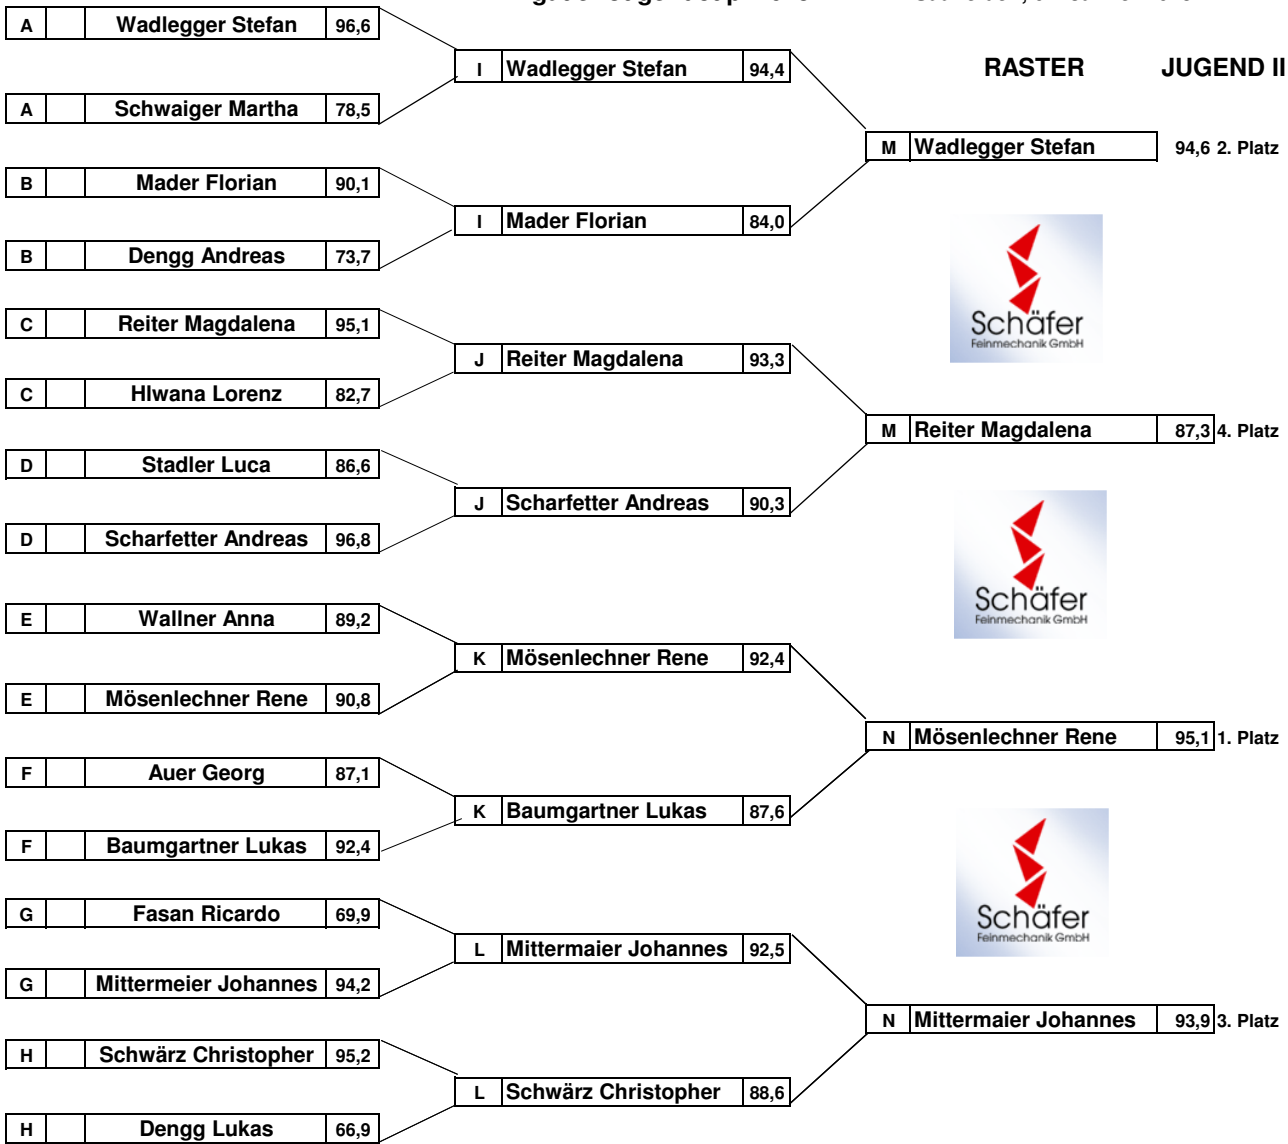 RASTER JUGEND II
A Wadlegger Stefan 96,6
I Wadlegger Stefan 94,4
A Schwaiger Martha 78,5
M Wadlegger Stefan 94,6 2. Platz
B Mader Florian 90,1
I Mader Florian 84,0
B Dengg Andreas 73,7
C Reiter Magdalena 95,1
Schäfer
Feinmechanik GmbH
J Reiter Magdalena 93,3
C Hlwana Lorenz 82,7
M Reiter Magdalena 87,3 4. Platz
D Stadler Luca 86,6
J Scharfetter Andreas 90,3
D Scharfetter Andreas 96,8
Schäfer
Feinmechanik GmbH
E Wallner Anna 89,2
K Mösenlechner Rene 92,4
E Mösenlechner Rene 90,8
N Mösenlechner Rene 95,1 1. Platz
F Auer Georg 87,1
K Baumgartner Lukas 87,6
F Baumgartner Lukas 92,4
G Fasan Ricardo 69,9
Schäfer
Feinmechanik GmbH
L Mittermaier Johannes 92,5
G Mittermeier Johannes 94,2
N Mittermaier Johannes 93,9 3. Platz
H Schwärz Christopher 95,2
L Schwärz Christopher 88,6
H Dengg Lukas 66,9